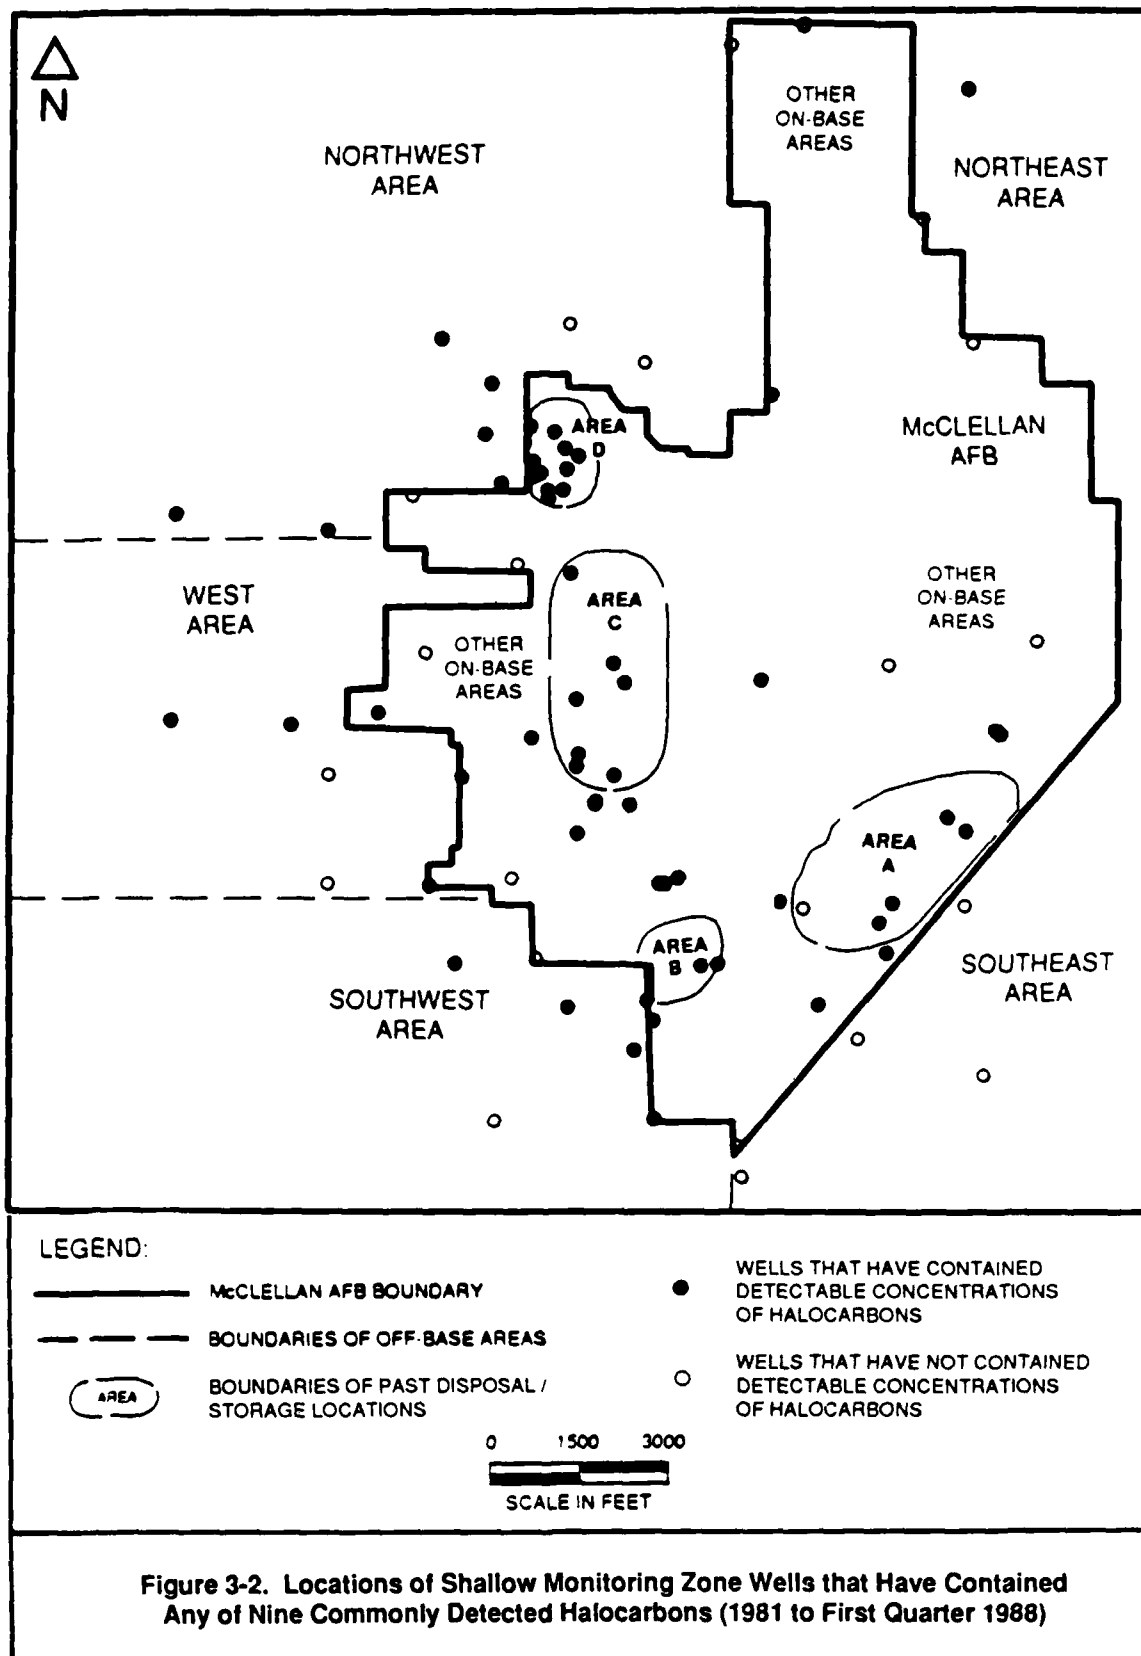 N
OTHER
ON-BASE
AREAS
NORTHWEST
AREA
NORTHEAST
AREA
AREA
D
McCLELLAN
AFB
WEST
AREA
AREA
C
OTHER
ON-BASE
AREAS
OTHER
ON-BASE
AREAS
AREA
A
AREA
B
SOUTHWEST
AREA
SOUTHEAST
AREA
LEGEND:
McCLELLAN AFB BOUNDARY
BOUNDARIES OF OFF-BASE AREAS
AREA
BOUNDARIES OF PAST DISPOSAL /
STORAGE LOCATIONS
WELLS THAT HAVE CONTAINED
DETECTABLE CONCENTRATIONS
OF HALOCARBONS
WELLS THAT HAVE NOT CONTAINED
DETECTABLE CONCENTRATIONS
OF HALOCARBONS
0 1500 3000
SCALE IN FEET
Figure 3-2. Locations of Shallow Monitoring Zone Wells that Have Contained
Any of Nine Commonly Detected Halocarbons (1981 to First Quarter 1988)